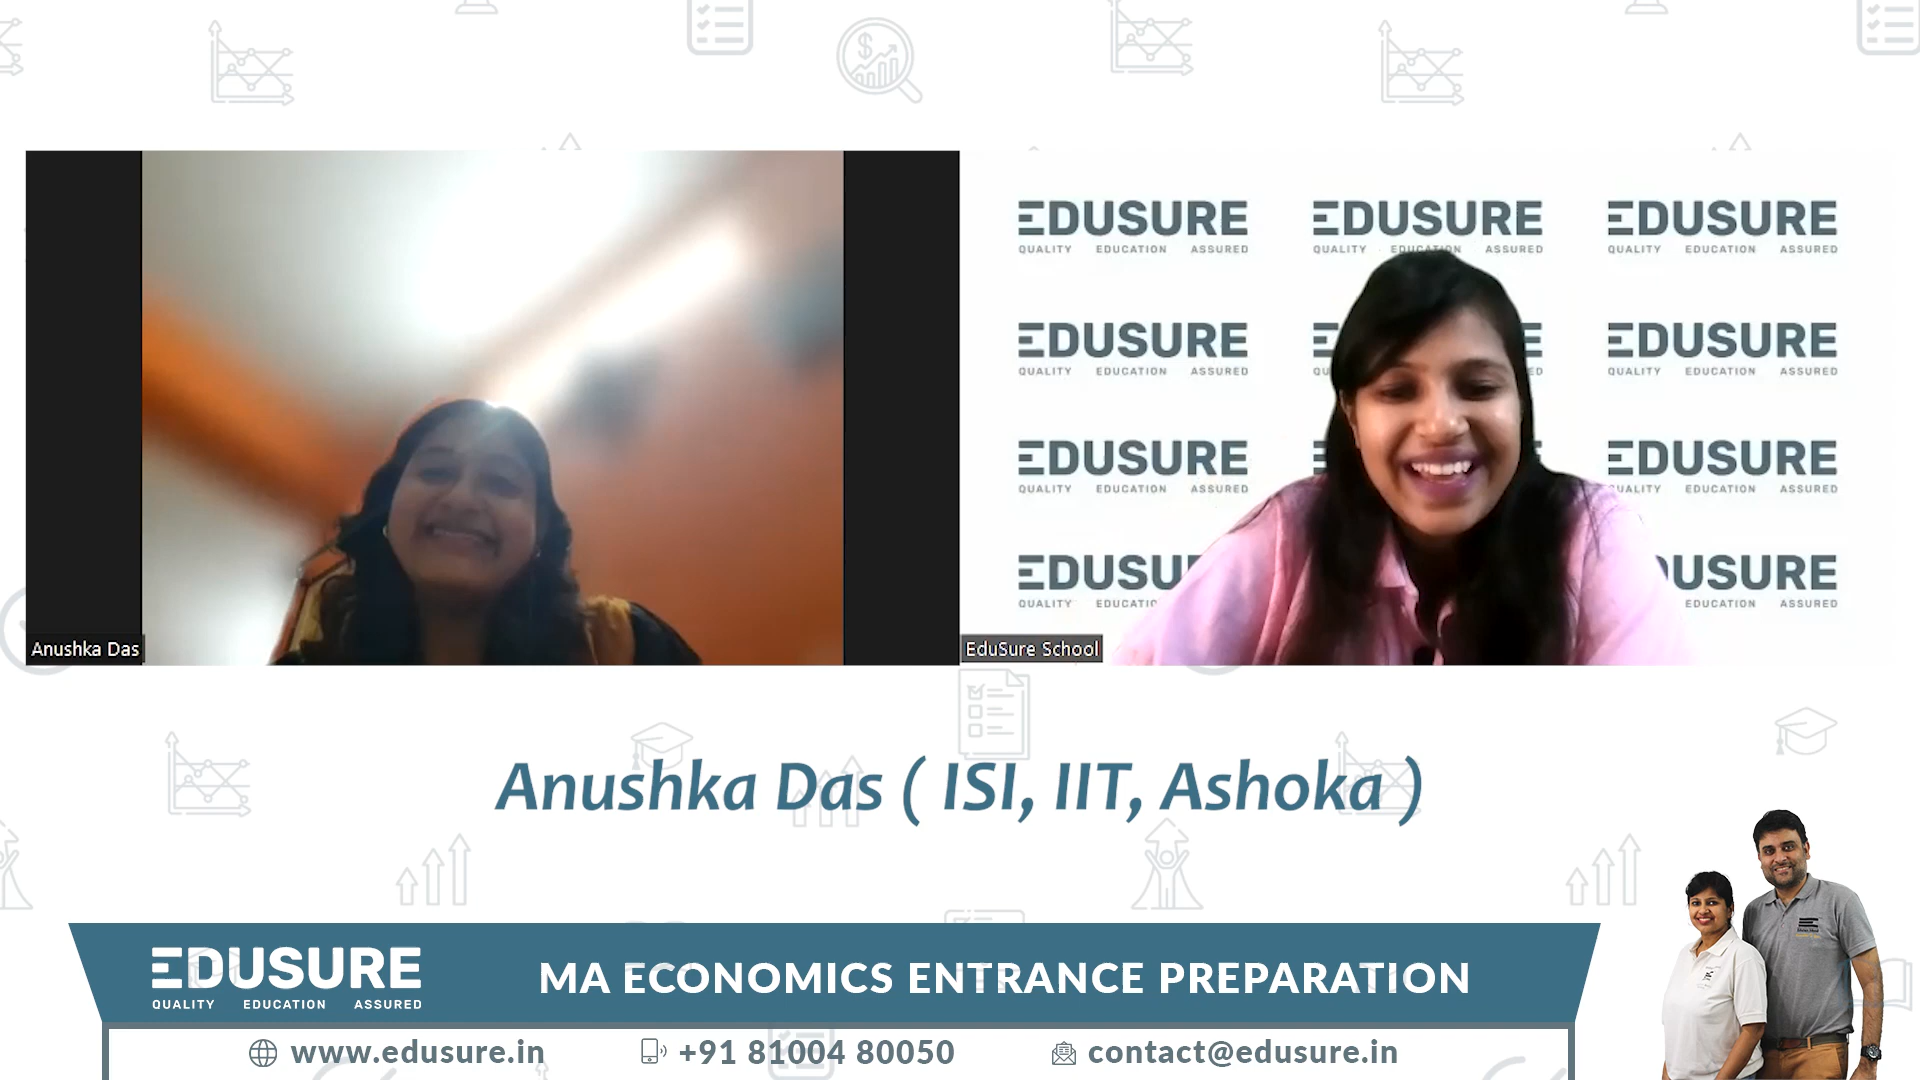 EDUSURE EDUSURE EDUSURE
QUALITY EDUCATION ASSURED QUALITY EDUCATION ASSURED QUALITY EDUCATION ASSURED
EDUSURE EDUSURE
QUALITY EDUCATION ASSURED QUALITY EDUCATION ASSURED
EDUSURE EDUSURE
QUALITY EDUCATION ASSURED QUALITY EDUCATION ASSURED
Anushka Das
EduSure School
Anushka Das ( ISI, IIT, Ashoka )
EDUSURE
QUALITY EDUCATION ASSURED
MA ECONOMICS ENTRANCE PREPARATION
www.edusure.in +91 81004 80050 contact@edusure.in